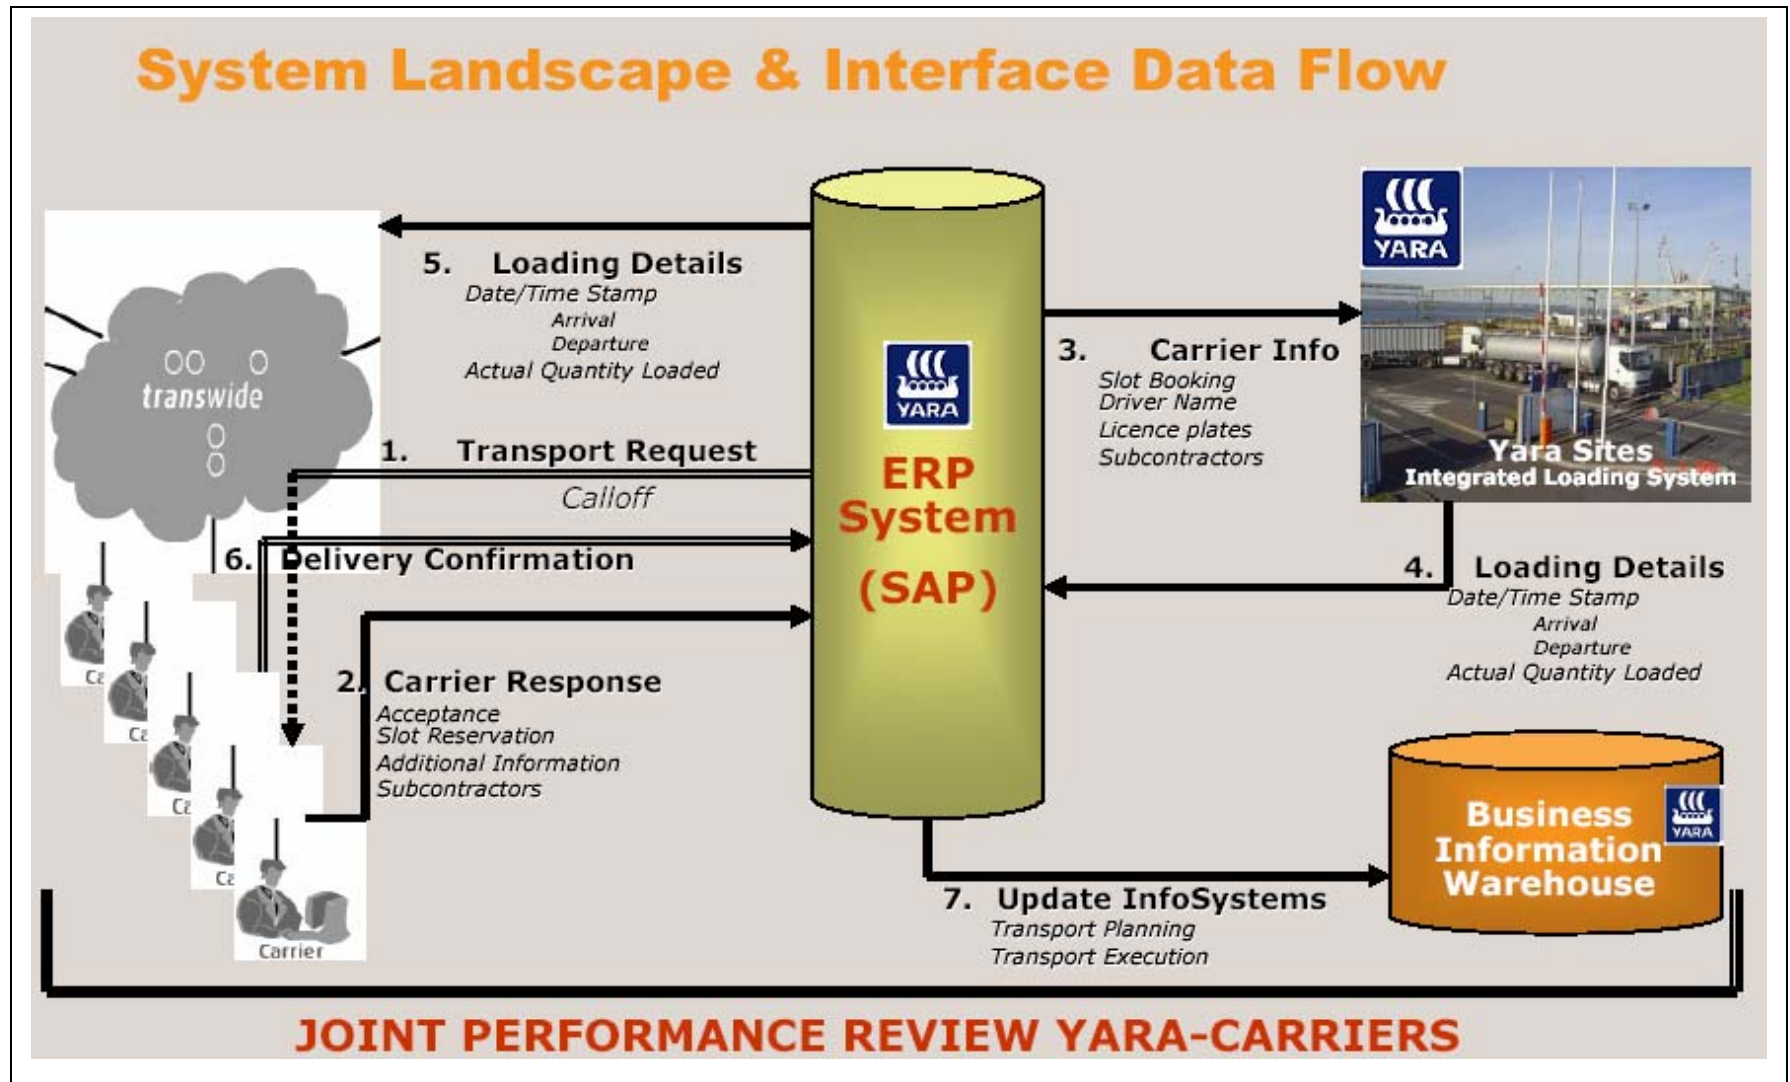 System Landscape & Interface Data Flow
YARA
5. Loading Details
Date/Time Stamp
Arrival
Departure
Actual Quantity Loaded
transwide
3. Carrier Info
Slot Booking
Driver Name
Licence plates
Subcontractors
YARA
Yara Sites
Integrated Loading System
1. Transport Request
Calloff
ERP
System
(SAP)
6. Delivery Confirmation
4. Loading Details
Date/Time Stamp
Arrival
Departure
Actual Quantity Loaded
2. Carrier Response
Acceptance
Slot Reservation
Additional Information
Subcontractors
Ca
Ca
Ca
Ca
Carrier
Business
Information
Warehouse
YARA
7. Update InfoSystems
Transport Planning
Transport Execution
JOINT PERFORMANCE REVIEW YARA-CARRIERS